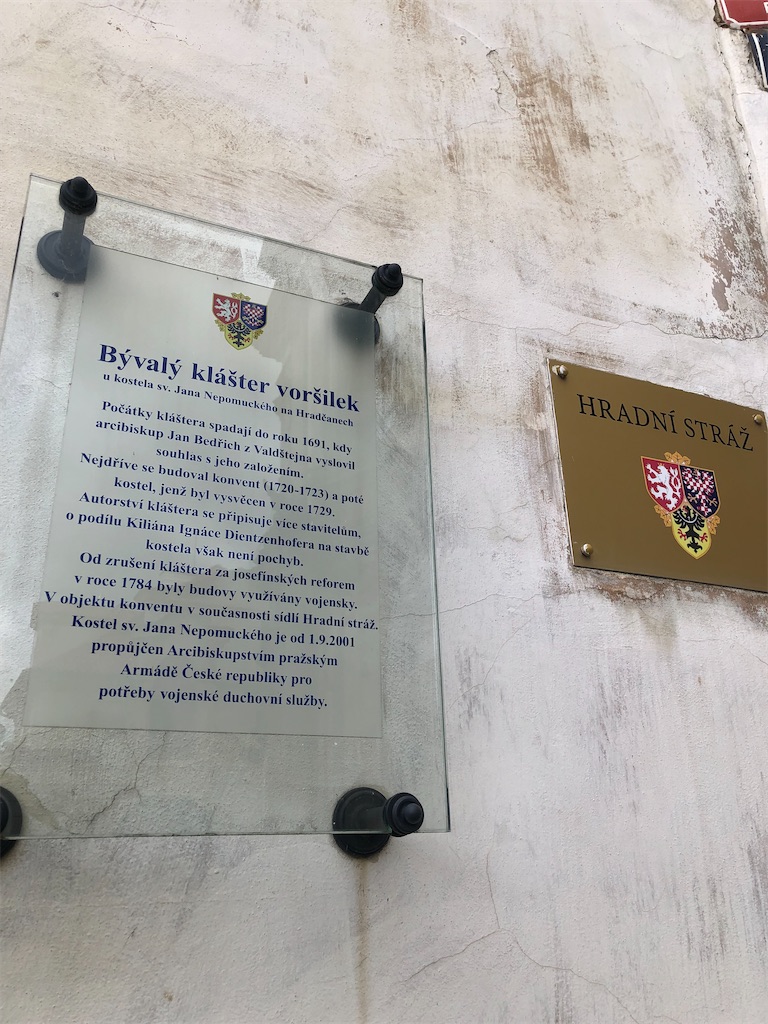 Bývalý klášter voršilek
u kostela sv. Jana Nepomuckého na Hradčanech
Počátky kláštera spadají do roku 1691, kdy
arcibiskup Jan Bedřich z Valdštejna vyslovil
souhlas s jeho založením.
Nejdříve se budoval konvent (1720-1723) a poté
kostel, jenž byl vysvěcen v roce 1729.
Autorství kláštera se připisuje více stavitelům,
o podílu Kiliána Ignáce Dientzenhofera na stavbě
kostela však není pochyb.
Od zrušení kláštera za josefínských reforem
v roce 1784 byly budovy využívány vojensky.
V objektu konventu v současnosti sídlí Hradní stráž.
Kostel sv. Jana Nepomuckého je od 1.9.2001
propůjčen Arcibiskupstvím pražským
Armádě České republiky pro
potřeby vojenské duchovní služby.
HRADNÍ STRÁŽ